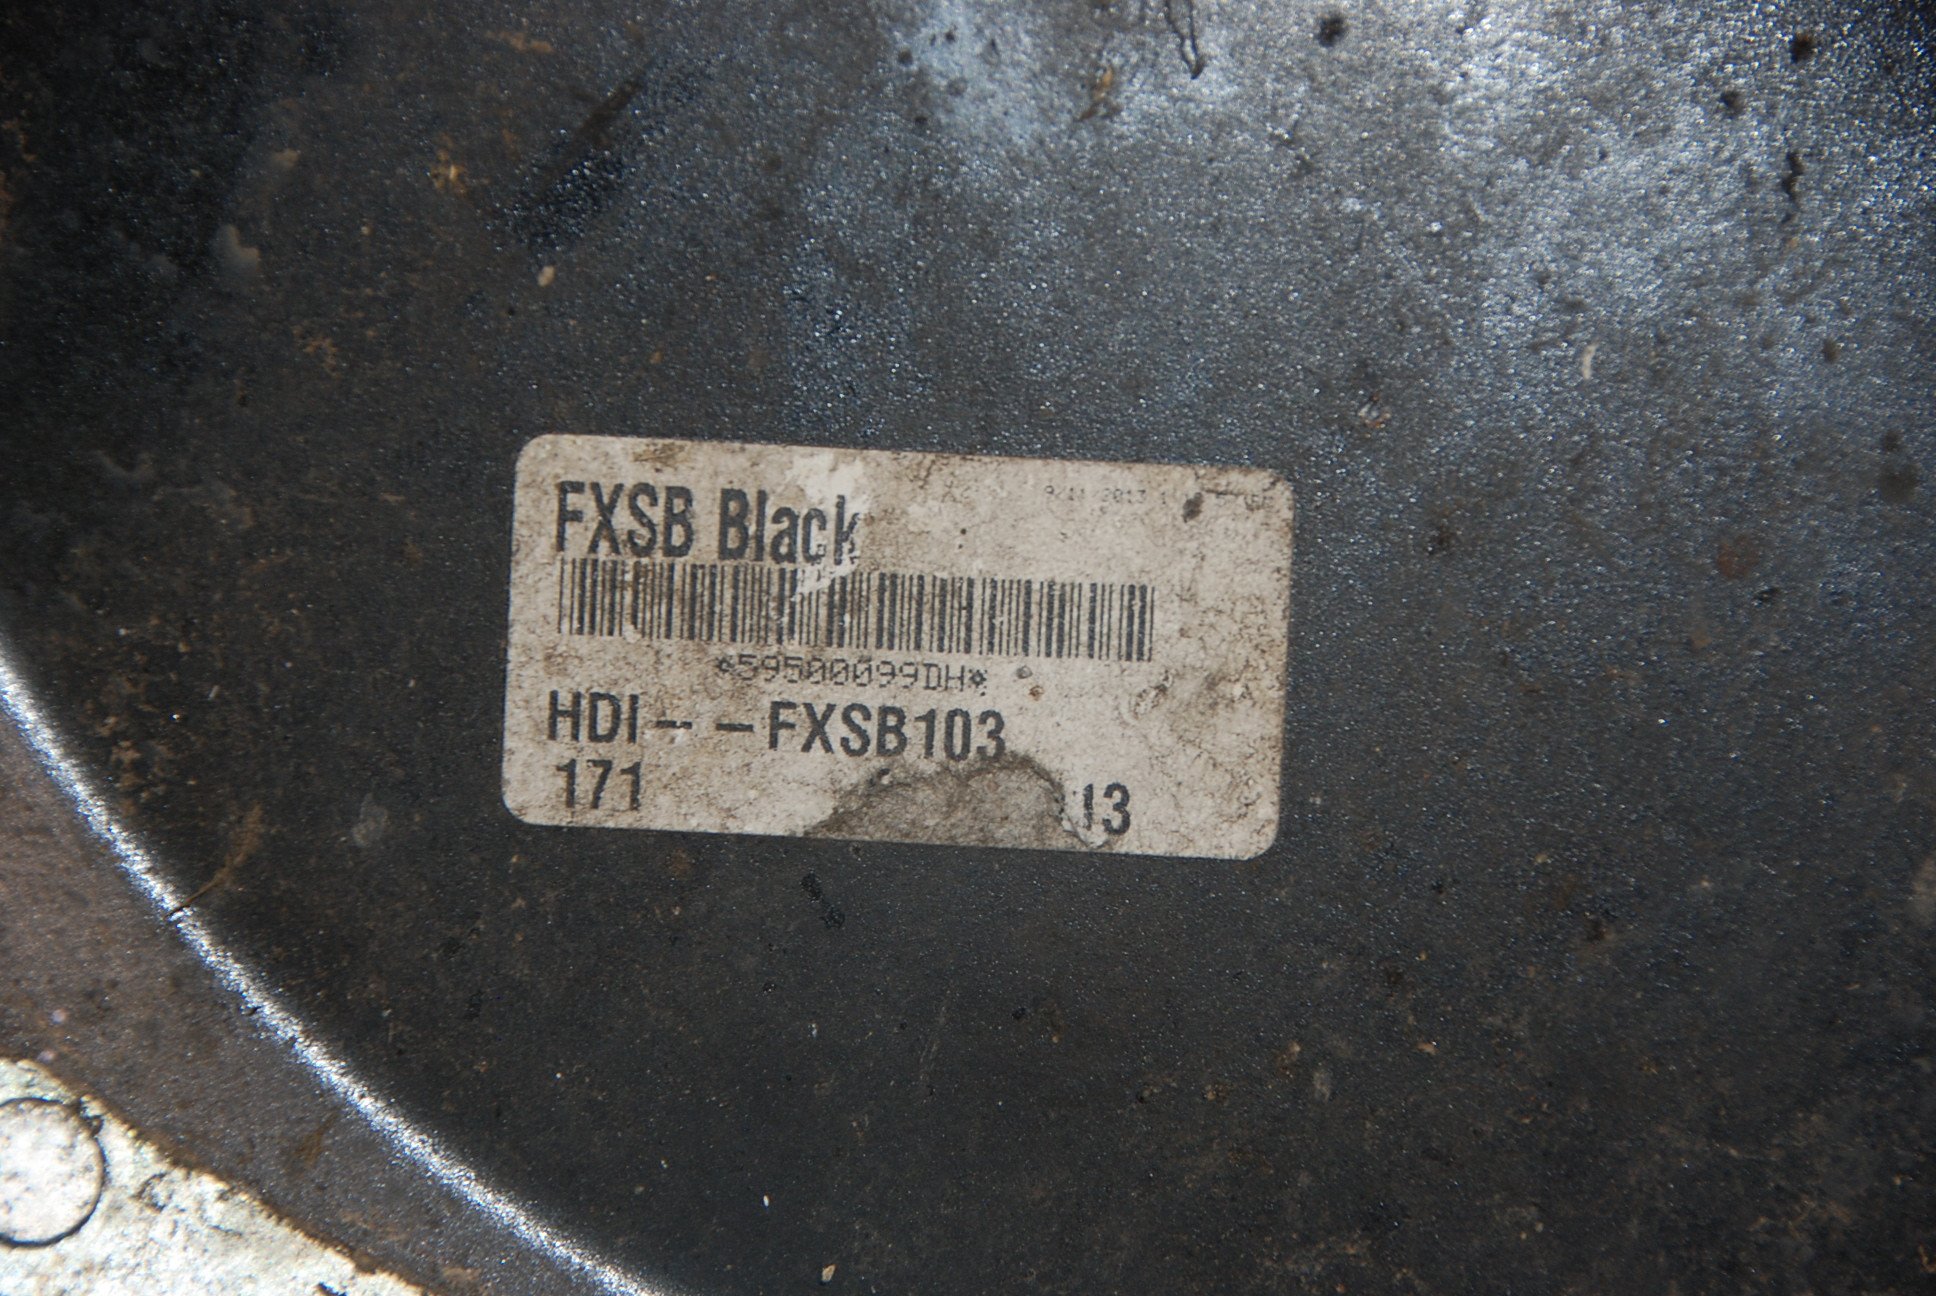 FXSB Black
*59500099DH*
HDI- -FXSB103
171 13